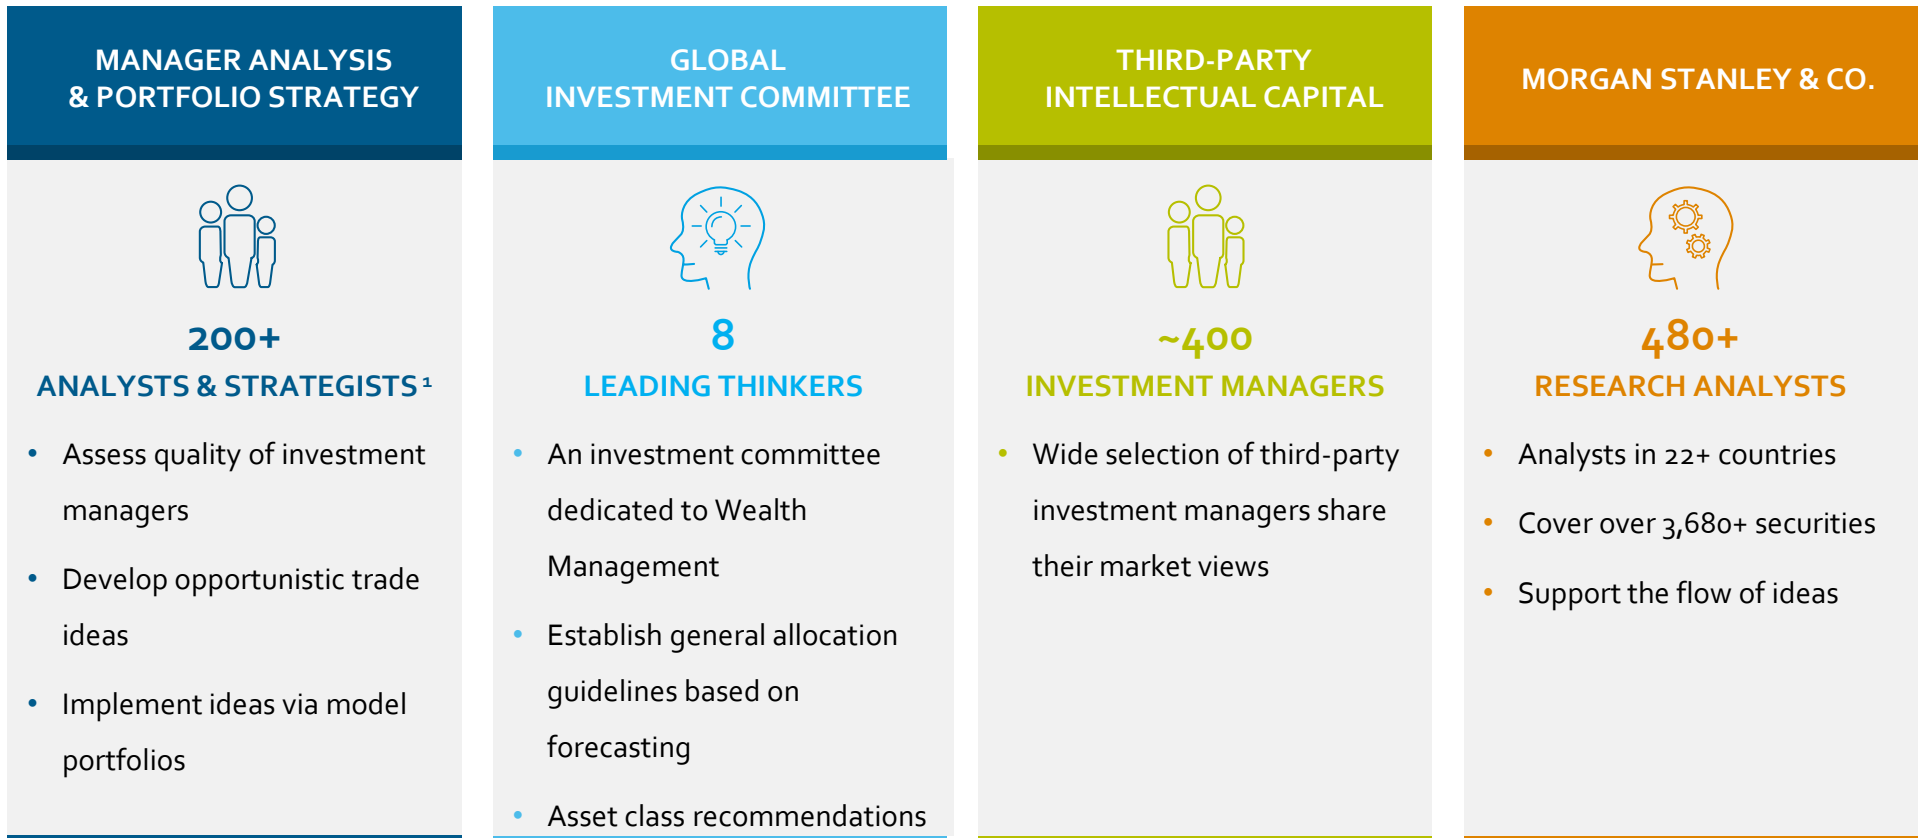 MANAGER ANALYSIS
& PORTFOLIO STRATEGY
200+
ANALYSTS & STRATEGISTS 1
• Assess quality of investment
managers
• Develop opportunistic trade
ideas
• Implement ideas via model
portfolios
GLOBAL
INVESTMENT COMMITTEE
8
LEADING THINKERS
• An investment committee
dedicated to Wealth
Management
• Establish general allocation
guidelines based on
forecasting
• Asset class recommendations
THIRD-PARTY
INTELLECTUAL CAPITAL
~400
INVESTMENT MANAGERS
• Wide selection of third-party
investment managers share
their market views
MORGAN STANLEY & CO.
480+
RESEARCH ANALYSTS
• Analysts in 22+ countries
• Cover over 3,680+ securities
• Support the flow of ideas